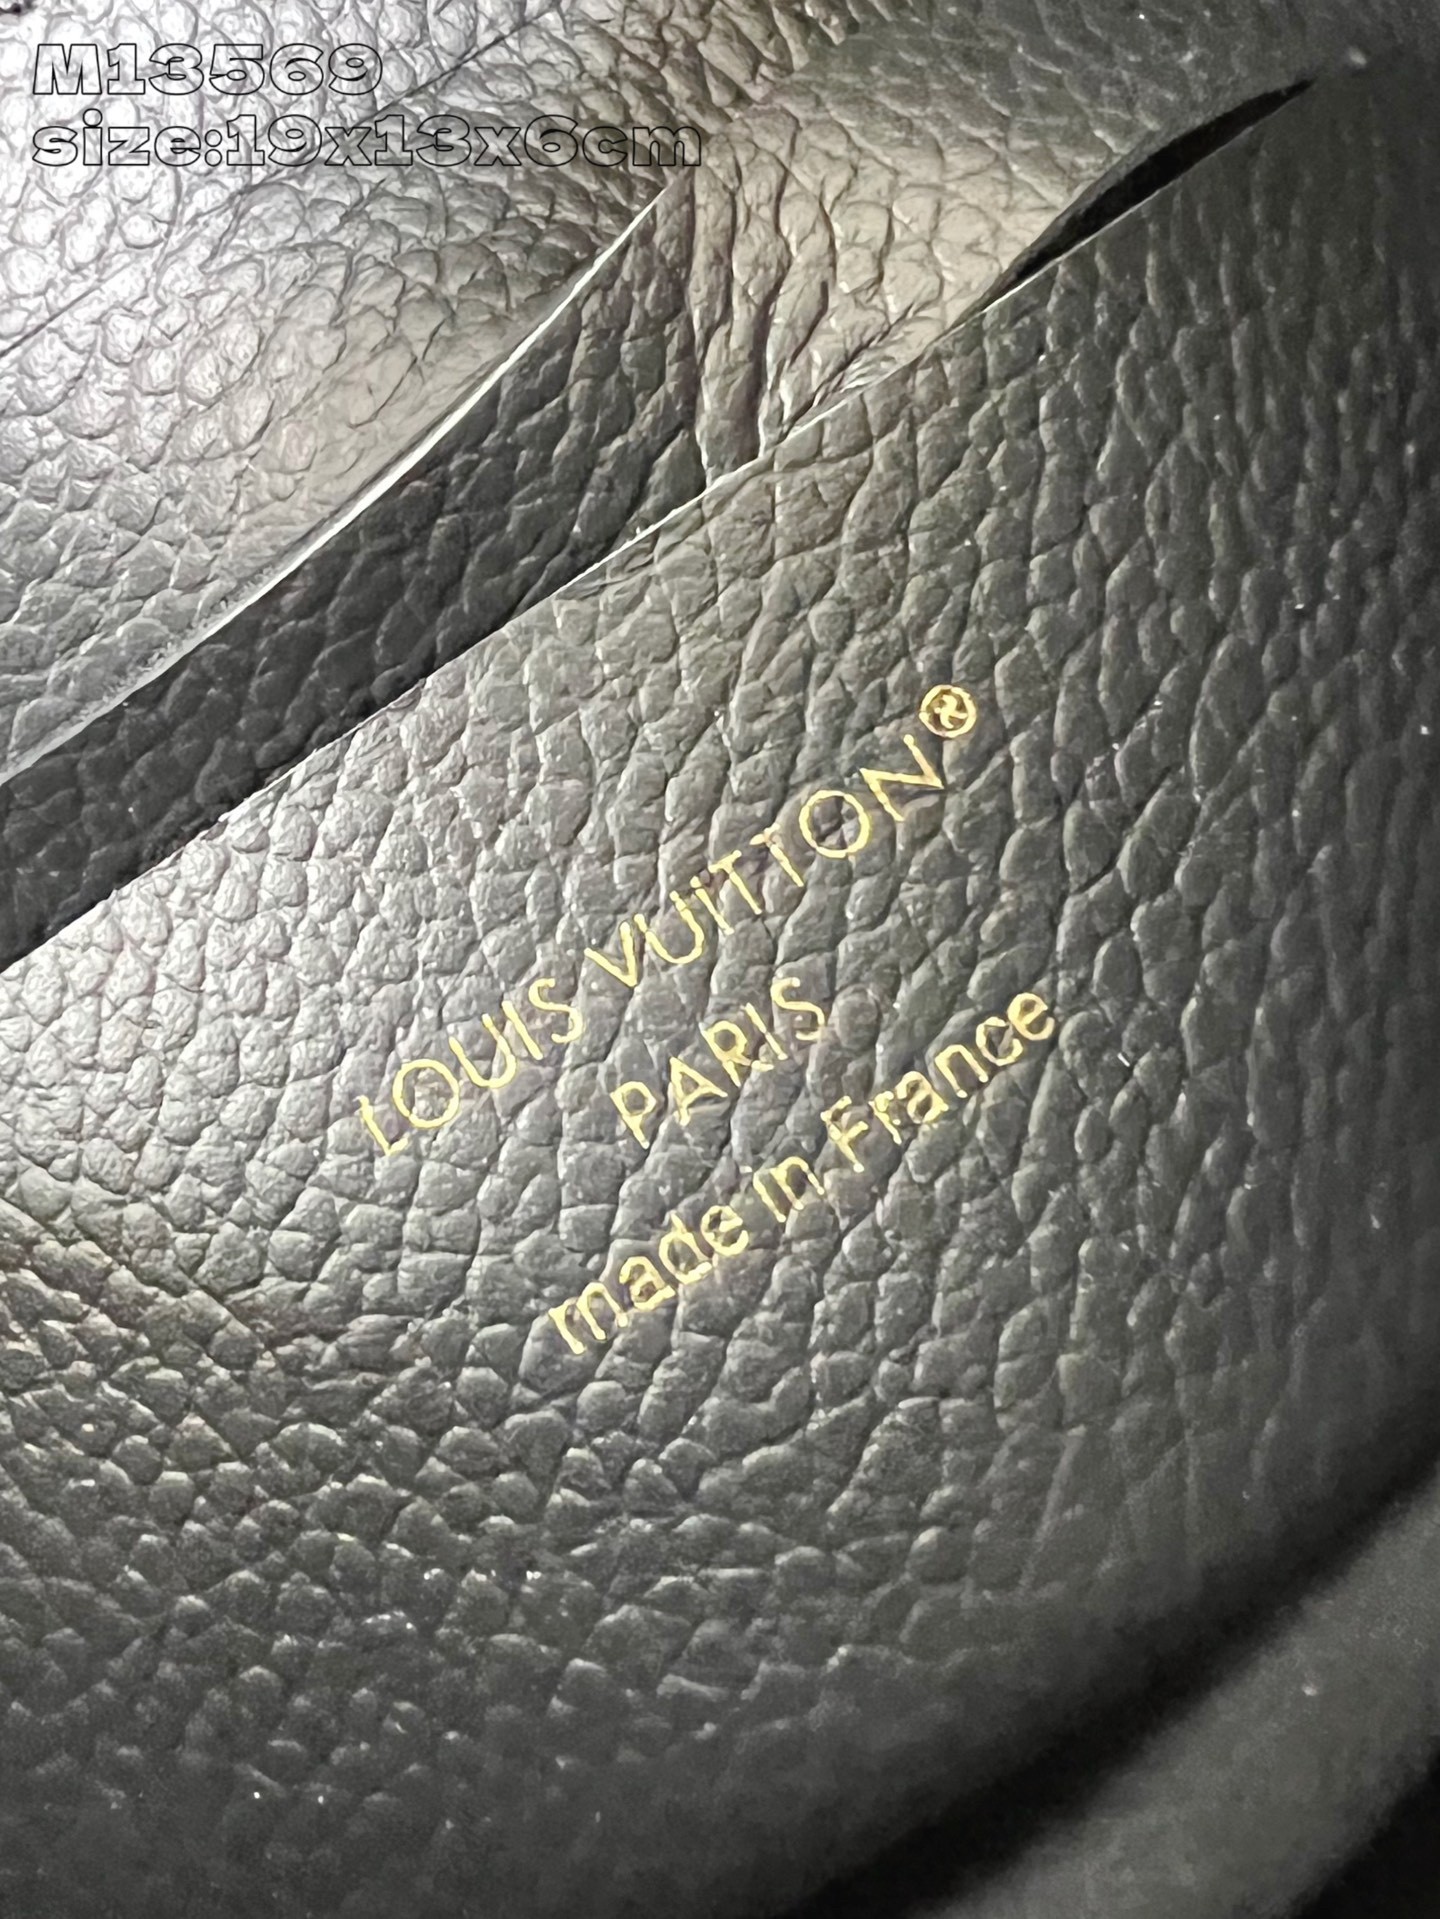 M13569
size:19x13x6cm
LOUIS VUITTON®
PARIS
made in France